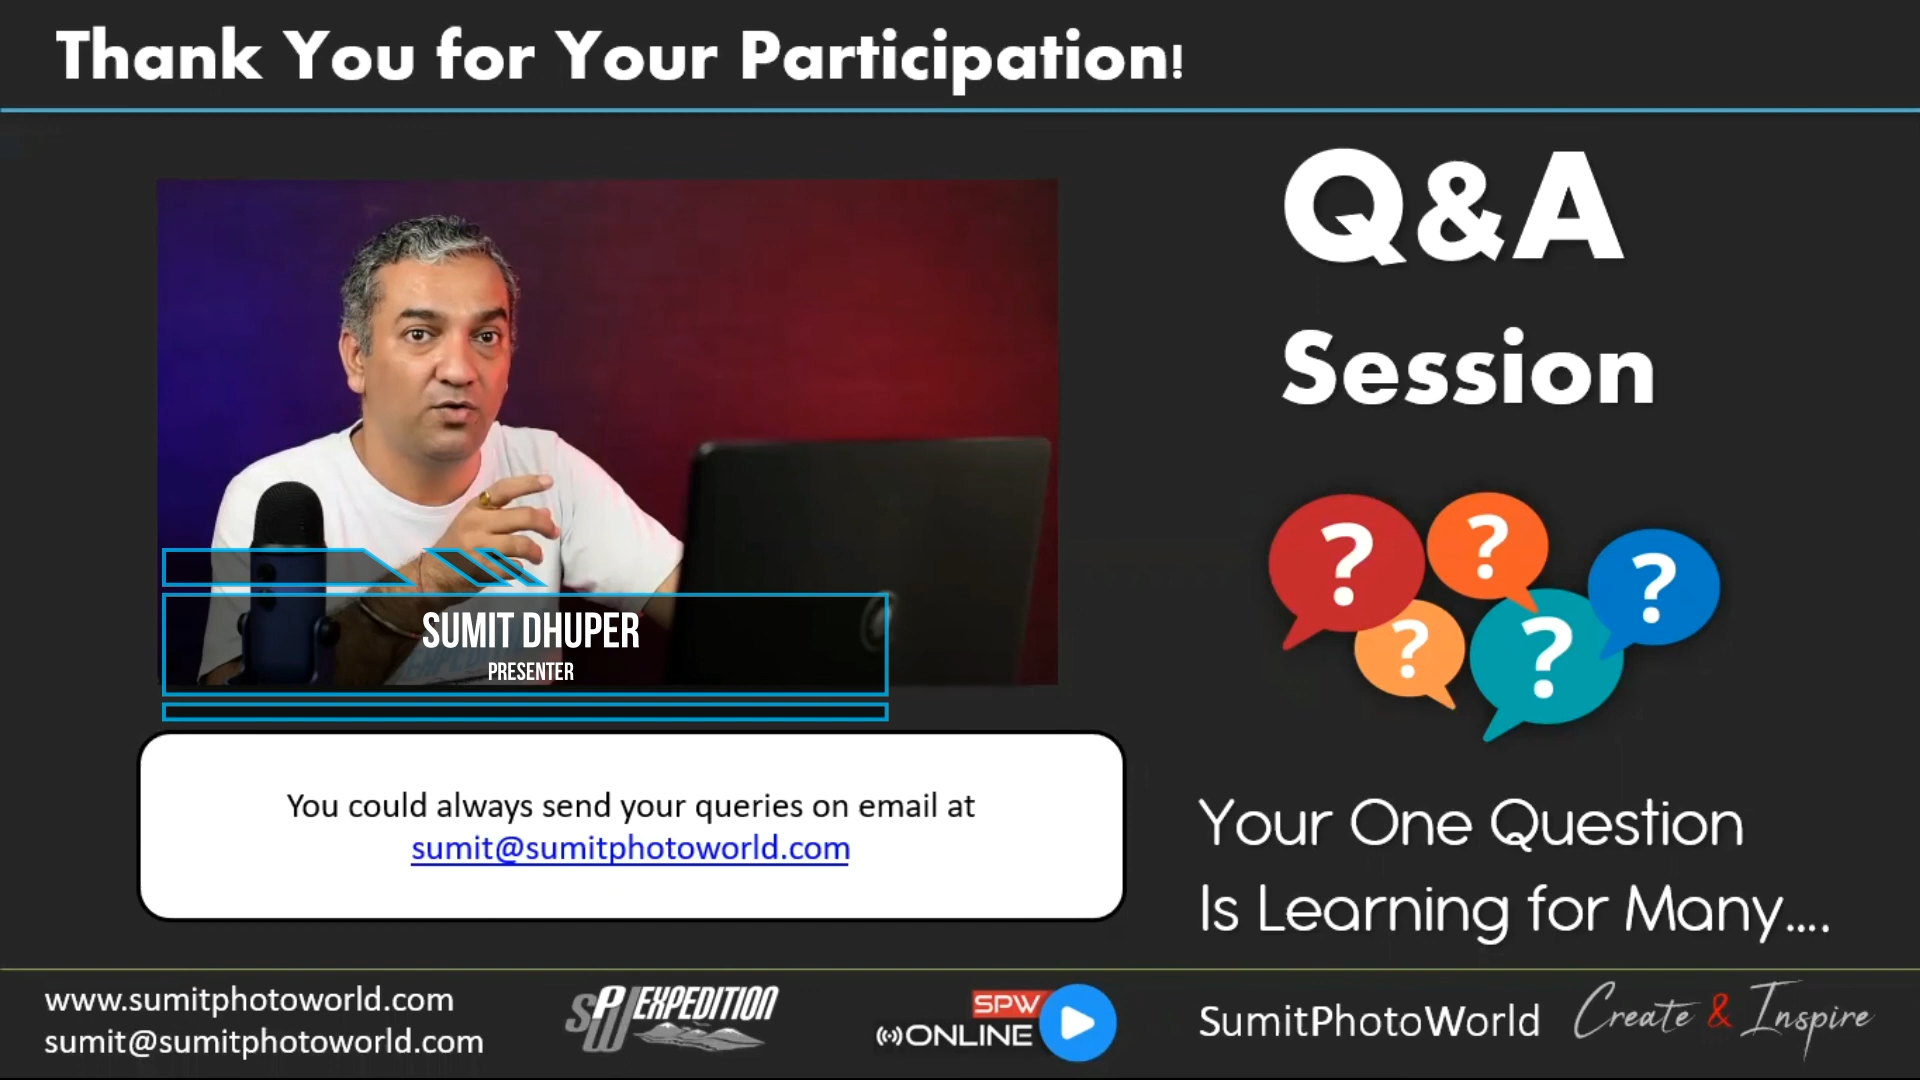 Thank You for Your Participation!
Q&A
Session
SUMIT DHUPER
PRESENTER
? ? ? ? ?
You could always send your queries on email at
sumit@sumitphotoworld.com
Your One Question
Is Learning for Many....
www.sumitphotoworld.com
sumit@sumitphotoworld.com
SPW EXPEDITION
SPW
ONLINE
SumitPhotoWorld
Create & Inspire